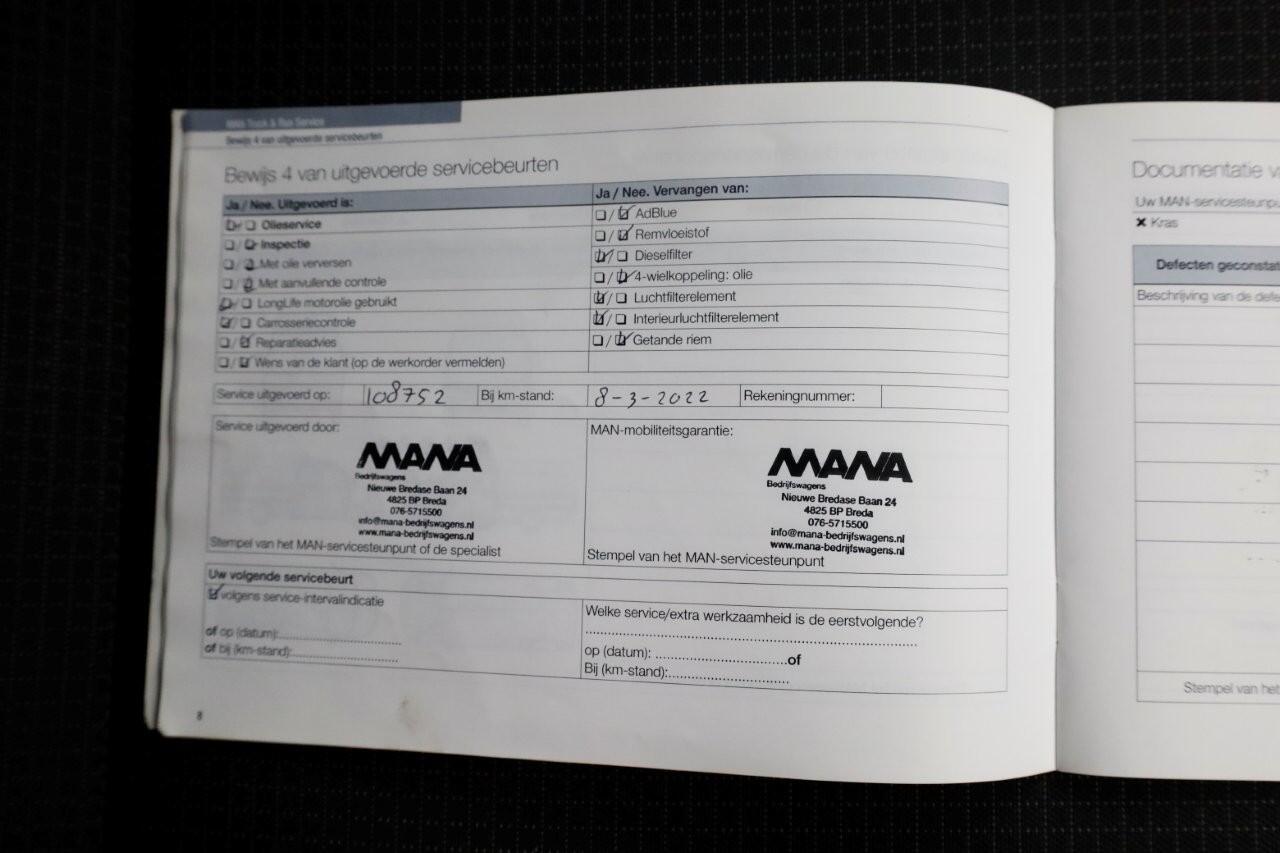 MAN Truck & Bus Service
Bewijs 4 van uitgevoerde servicebeurten
Bewijs 4 van uitgevoerde servicebeurten
Ja / Nee. Uitgevoerd is:
☑ / ☐ Olieservice
☐ / ☑ Inspectie
☐ / ☑ Met olie verversen
☐ / ☑ Met aanvullende controle
☑ / ☐ LongLife motorolie gebruikt
☑ / ☐ Carrosseriecontrole
☐ / ☑ Reparatieadvies
☐ / ☑ Wens van de klant (op de werkorder vermelden)
Ja / Nee. Vervangen van:
☐ / ☑ AdBlue
☐ / ☑ Remvloeistof
☑ / ☐ Dieselfilter
☐ / ☑ 4-wielkoppeling: olie
☑ / ☐ Luchtfilterelement
☑ / ☐ Interieurluchtfilterelement
☐ / ☑ Getande riem
Service uitgevoerd op: 108752 Bij km-stand: 8-3-2022 Rekeningnummer:
Service uitgevoerd door:
MANA
Bedrijfswagens
Nieuwe Bredase Baan 24
4825 BP Breda
076-5715500
info@mana-bedrijfswagens.nl
www.mana-bedrijfswagens.nl
Stempel van het MAN-servicesteunpunt of de specialist
MAN-mobiliteitsgarantie:
MANA
Bedrijfswagens
Nieuwe Bredase Baan 24
4825 BP Breda
076-5715500
info@mana-bedrijfswagens.nl
www.mana-bedrijfswagens.nl
Stempel van het MAN-servicesteunpunt
Uw volgende servicebeurt
☑ volgens service-intervalindicatie
of op (datum):
of bij (km-stand):
Welke service/extra werkzaamheid is de eerstvolgende?
op (datum): of
Bij (km-stand):
8
Documentatie
Uw
✖ Kras
Defecten
Beschrijving van de
Stempel van het